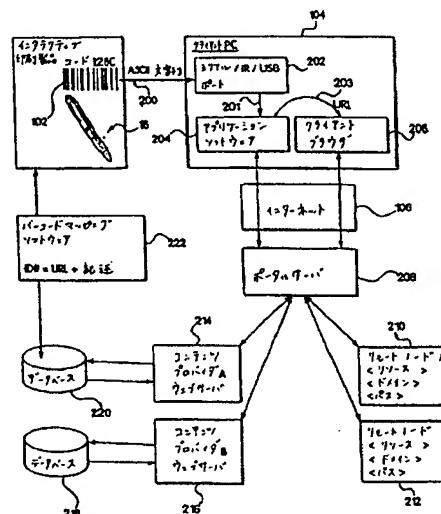 104
インタラクティブ
印刷製品 コード128C
102
16
ASCII 文字列
200
クライアントPC
シリアル/IR/USB
ポート
202
201
203
URL
204
アプリケーション
ソフトウェア
クライアント
ブラウザ
206
インターネット
106
バーコードマッピング
ソフトウェア
ID#=URL+記述
222
ポータルサーバ
208
214
コンテンツ
プロバイダA
ウェブサーバ
データベース
220
210
リモートノード
<リソース>
<ドメイン>
<パス>
データベース
218
コンテンツ
プロバイダB
ウェブサーバ
216
リモートノード
<リソース>
<ドメイン>
<パス>
212